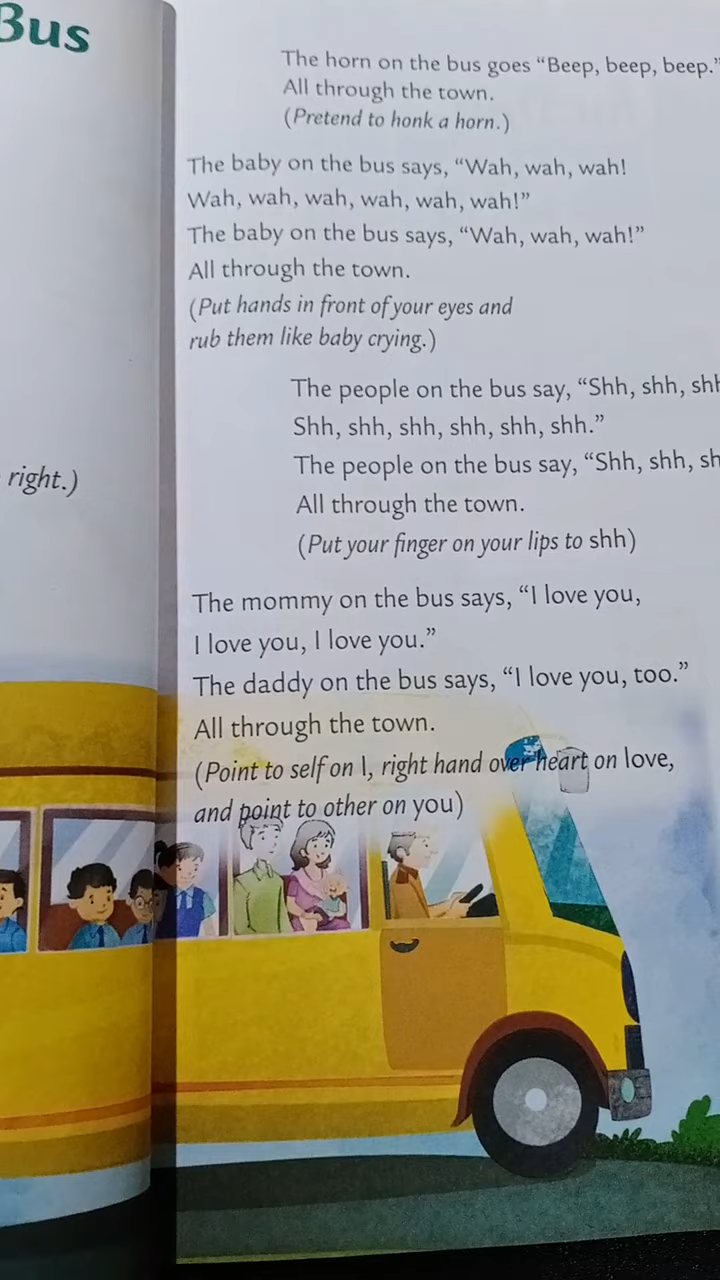 Bus
right.)
The horn on the bus goes “Beep, beep, beep.”
All through the town.
(Pretend to honk a horn.)
The baby on the bus says, “Wah, wah, wah!
Wah, wah, wah, wah, wah, wah!”
The baby on the bus says, “Wah, wah, wah!”
All through the town.
(Put hands in front of your eyes and
rub them like baby crying.)
The people on the bus say, “Shh, shh, shh
Shh, shh, shh, shh, shh, shh.”
The people on the bus say, “Shh, shh, sh
All through the town.
(Put your finger on your lips to shh)
The mommy on the bus says, “I love you,
I love you, I love you.”
The daddy on the bus says, “I love you, too.”
All through the town.
(Point to self on I, right hand over heart on love,
and point to other on you)